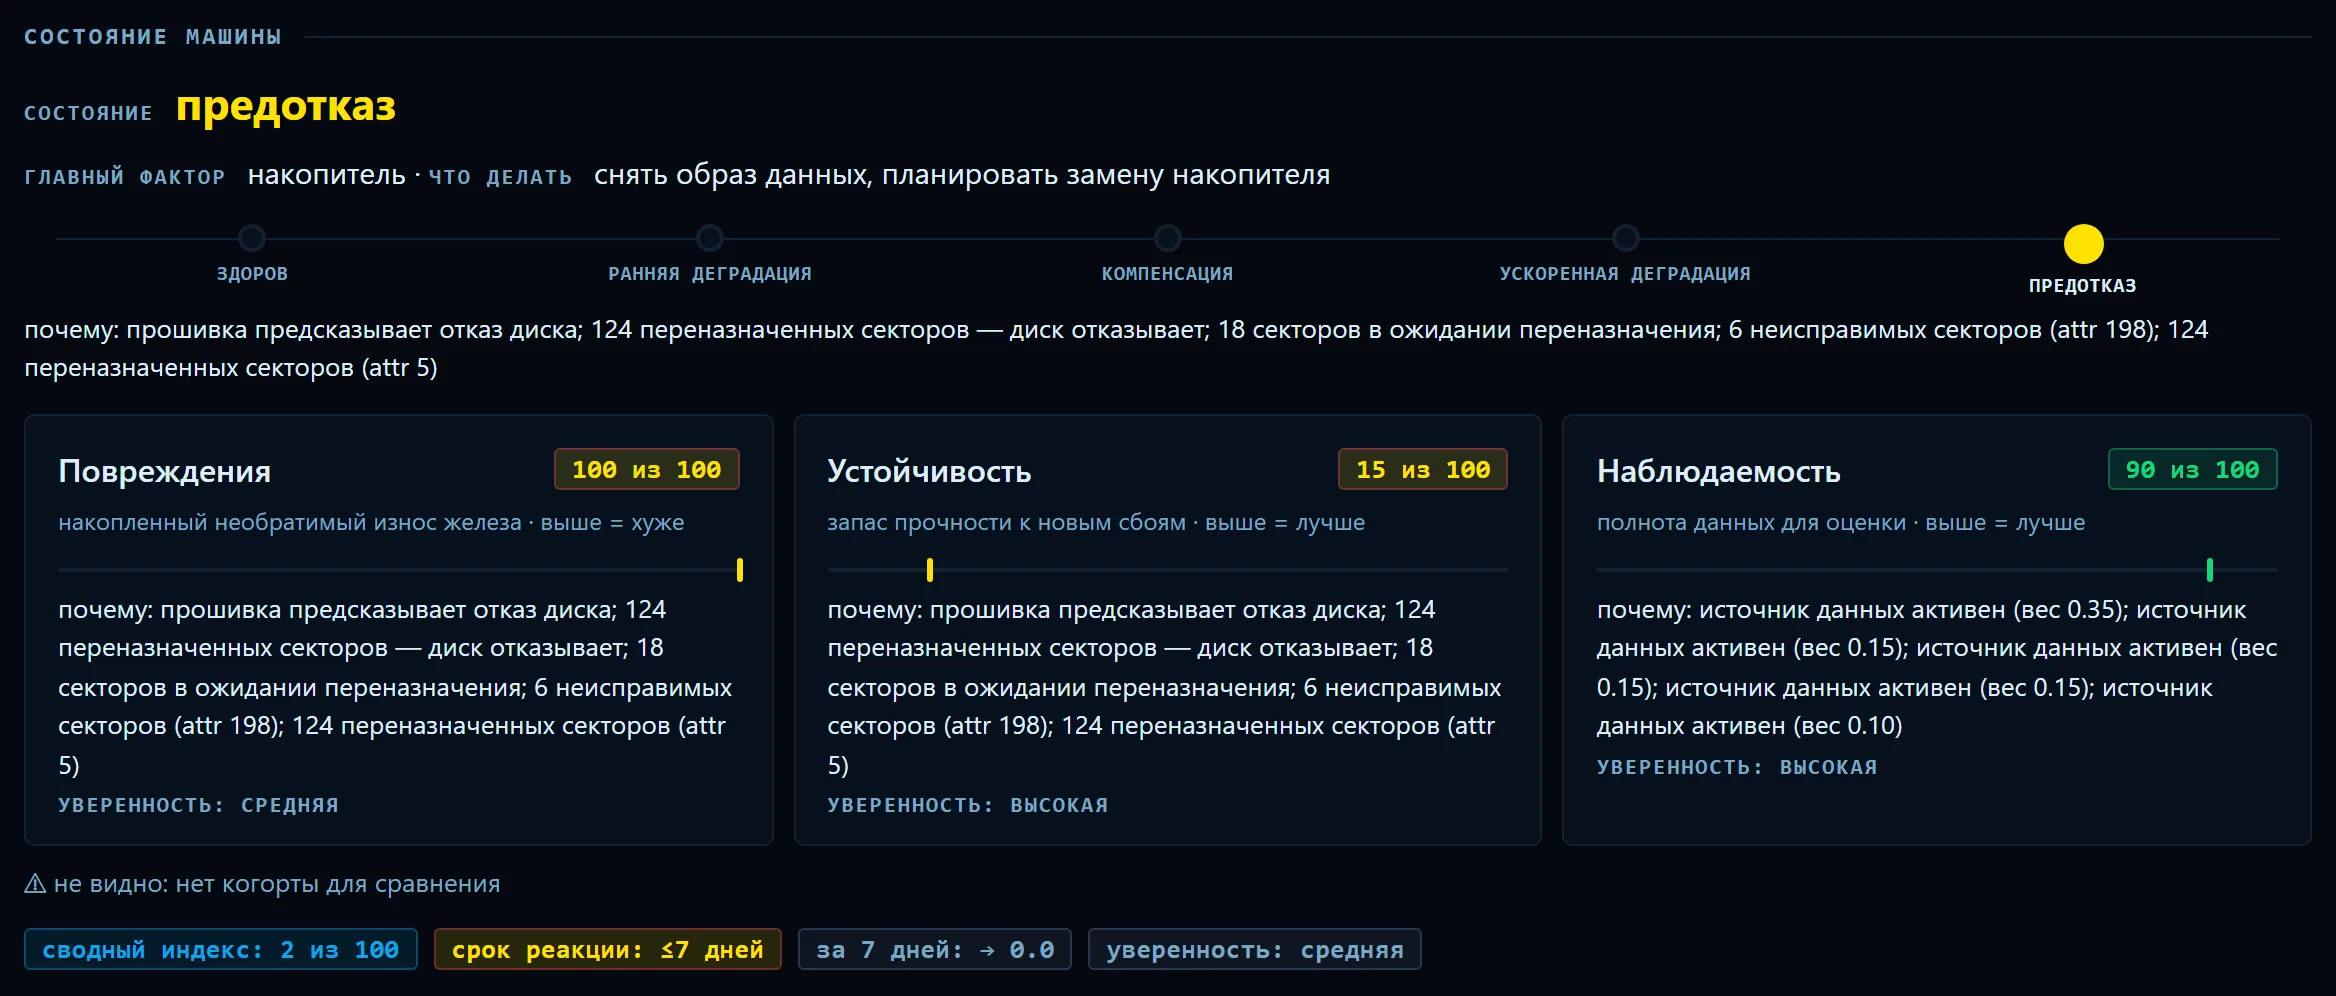 СОСТОЯНИЕ МАШИНЫ
СОСТОЯНИЕ предотказ
ГЛАВНЫЙ ФАКТОР накопитель · ЧТО ДЕЛАТЬ снять образ данных, планировать замену накопителя
ЗДОРОВ
РАННЯЯ ДЕГРАДАЦИЯ
КОМПЕНСАЦИЯ
УСКОРЕННАЯ ДЕГРАДАЦИЯ
ПРЕДОТКАЗ
почему: прошивка предсказывает отказ диска; 124 переназначенных секторов — диск отказывает; 18 секторов в ожидании переназначения; 6 неисправимых секторов (attr 198); 124
переназначенных секторов (attr 5)
Повреждения
100 из 100
накопленный необратимый износ железа · выше = хуже
почему: прошивка предсказывает отказ диска; 124
переназначенных секторов — диск отказывает; 18
секторов в ожидании переназначения; 6 неисправимых
секторов (attr 198); 124 переназначенных секторов (attr
5)
УВЕРЕННОСТЬ: СРЕДНЯЯ
Устойчивость
15 из 100
запас прочности к новым сбоям · выше = лучше
почему: прошивка предсказывает отказ диска; 124
переназначенных секторов — диск отказывает; 18
секторов в ожидании переназначения; 6 неисправимых
секторов (attr 198); 124 переназначенных секторов (attr
5)
УВЕРЕННОСТЬ: ВЫСОКАЯ
Наблюдаемость
90 из 100
полнота данных для оценки · выше = лучше
почему: источник данных активен (вес 0.35); источник
данных активен (вес 0.15); источник данных активен (вес
0.15); источник данных активен (вес 0.15); источник
данных активен (вес 0.10)
УВЕРЕННОСТЬ: ВЫСОКАЯ
⚠ не видно: нет когорты для сравнения
сводный индекс: 2 из 100
срок реакции: ≤7 дней
за 7 дней: → 0.0
уверенность: средняя